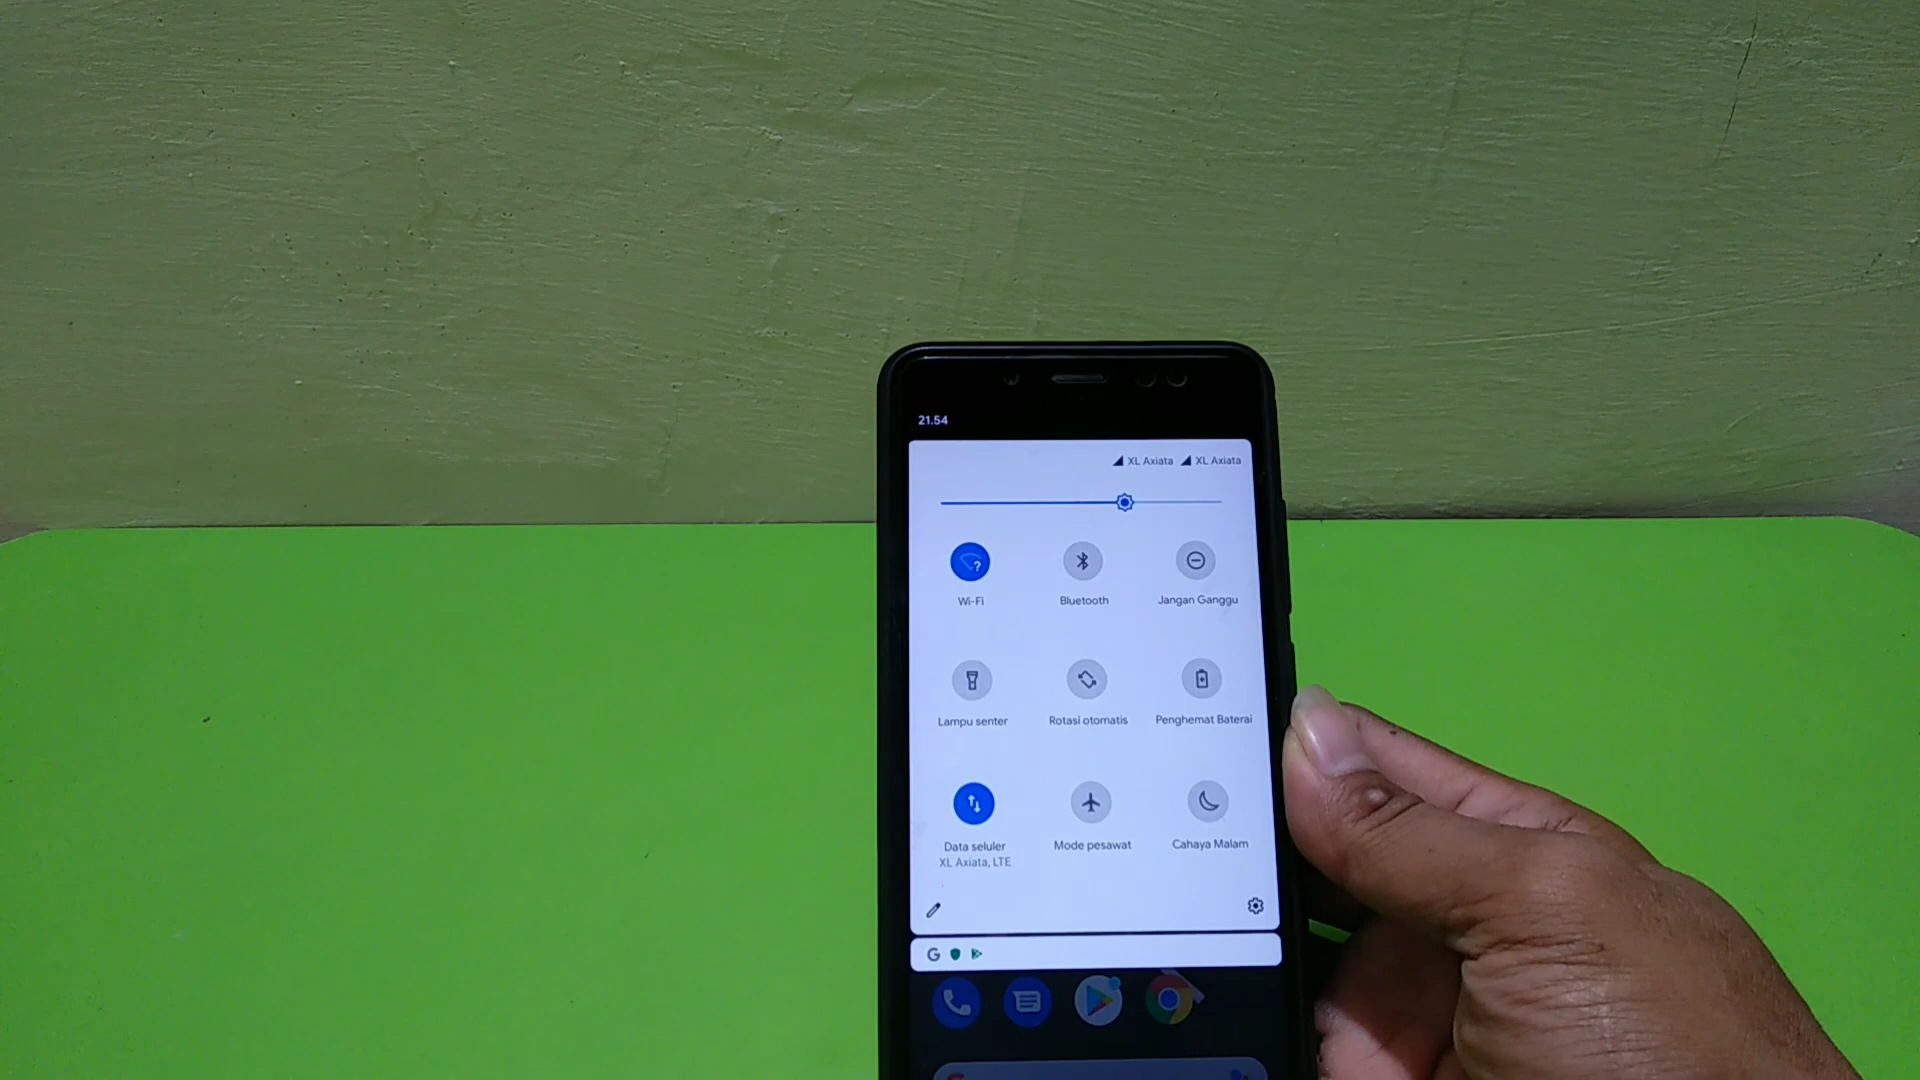 21.54
XL Axiata XL Axiata
Wi-Fi
Bluetooth
Jangan Ganggu
Lampu senter
Rotasi otomatis
Penghemat Baterai
Data seluler
XL Axiata, LTE
Mode pesawat
Cahaya Malam